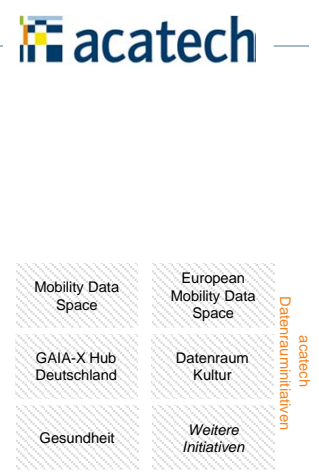 acatech
Mobility Data
Space
European
Mobility Data
Space
GAIA-X Hub
Deutschland
Datenraum
Kultur
Gesundheit
Weitere
Initiativen
acatech
Datenrauminitiativen